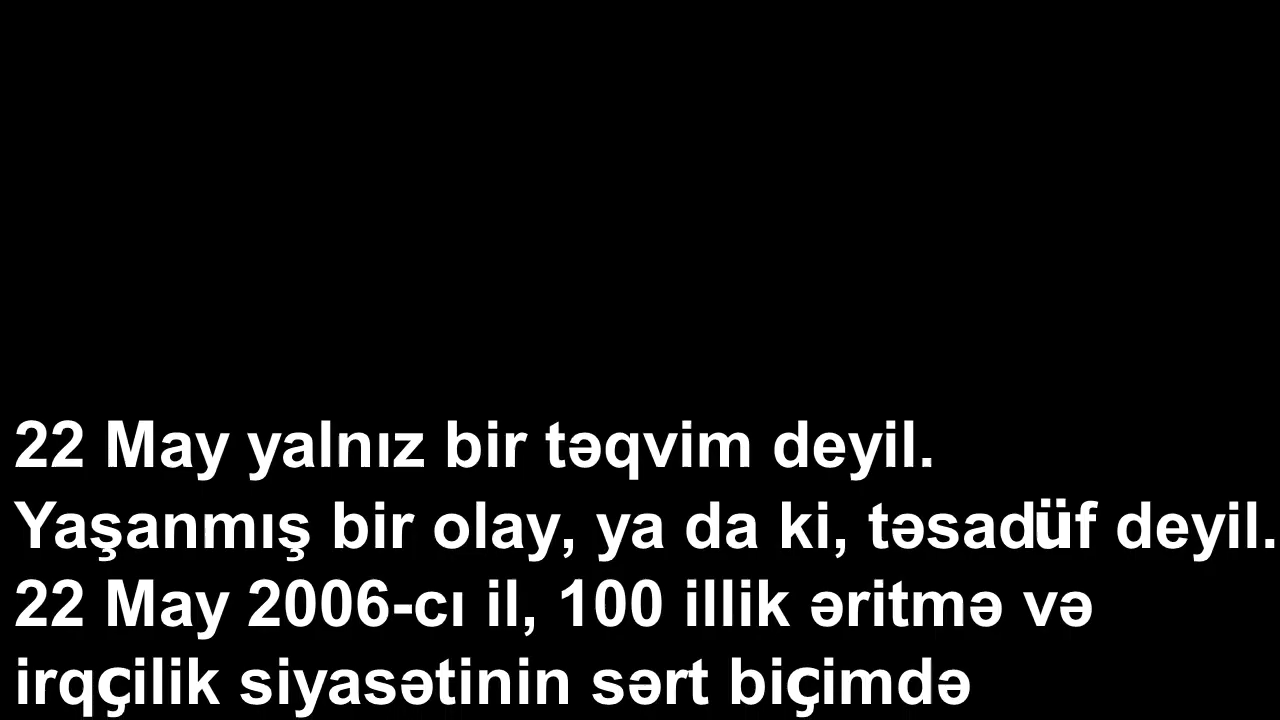 22 May yalnız bir təqvim deyil.
Yaşanmış bir olay, ya da ki, təsadüf deyil.
22 May 2006-cı il, 100 illik əritmə və
irqçilik siyasətinin sərt biçimdə